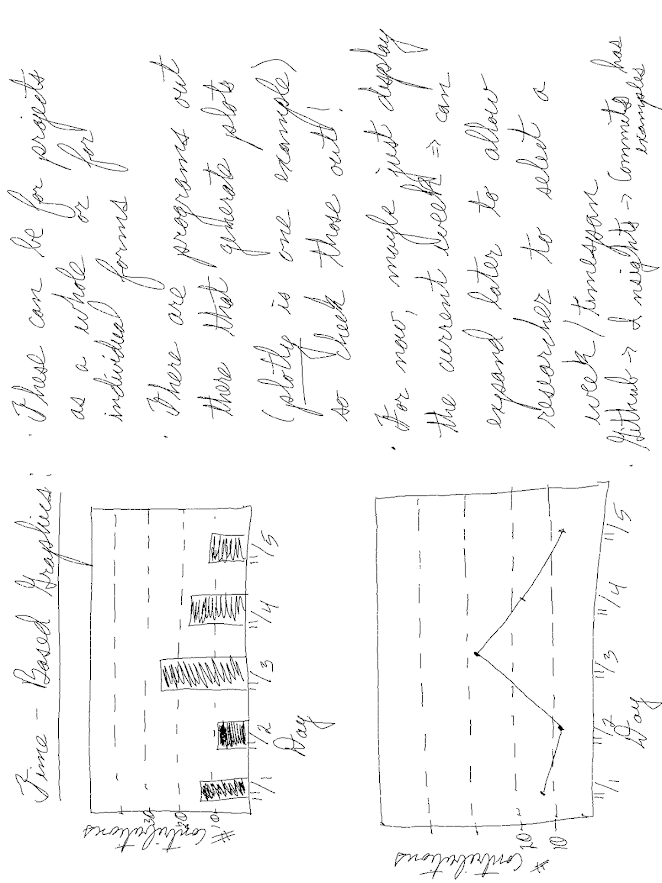 Time-Based Graphics:
# Contributions
30
20
10
11/1
11/2
11/3
11/4
11/5
Day
# Contributions
20
10
11/1
11/2
11/3
11/4
11/5
Day
· These can be for projects
as a whole or for
individual forms
· There are programs out
there that generate plots
(plotly is one example)
so check those out!
· For now, maybe just display
the current week => can
expand later to allow
researcher to select a
week/timespan
· Github -> Insights -> Commits has
examples